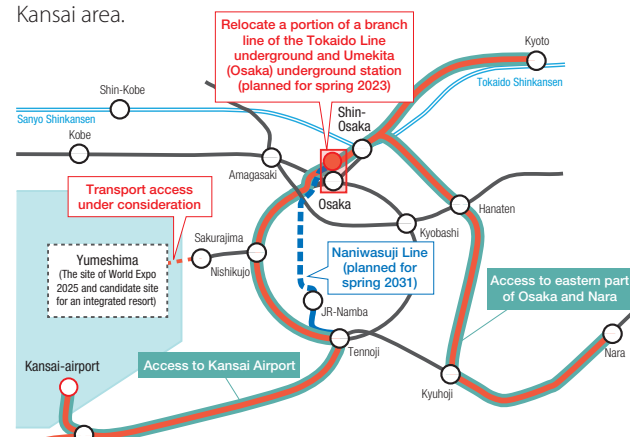 Kansai area.
Relocate a portion of a branch
line of the Tokaido Line
underground and Umekita
(Osaka) underground station
(planned for spring 2023)
Kyoto
Tokaido Shinkansen
Shin-Kobe
Sanyo Shinkansen
Shin-
Osaka
Kobe
Amagasaki
Osaka
Transport access
under consideration
Hanaten
Kyobashi
Sakurajima
Nishikujo
Yumeshima
(The site of World Expo
2025 and candidate site
for an integrated resort)
Naniwasuji Line
(planned for
spring 2031)
Access to eastern part
of Osaka and Nara
JR-Namba
Tennoji
Nara
Kansai-airport
Access to Kansai Airport
Kyuhoji